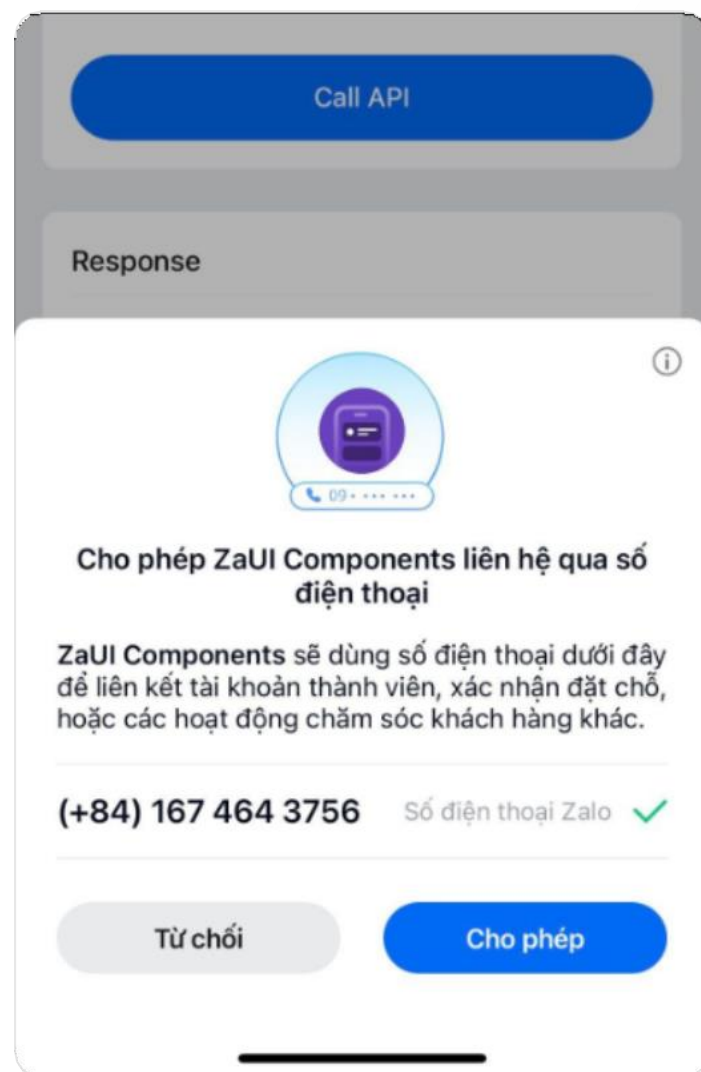 Call API
Response
09• ••• •••
Cho phép ZaUI Components liên hệ qua số
điện thoại
ZaUI Components sẽ dùng số điện thoại dưới đây
để liên kết tài khoản thành viên, xác nhận đặt chỗ,
hoặc các hoạt động chăm sóc khách hàng khác.
(+84) 167 464 3756 Số điện thoại Zalo
Từ chối Cho phép